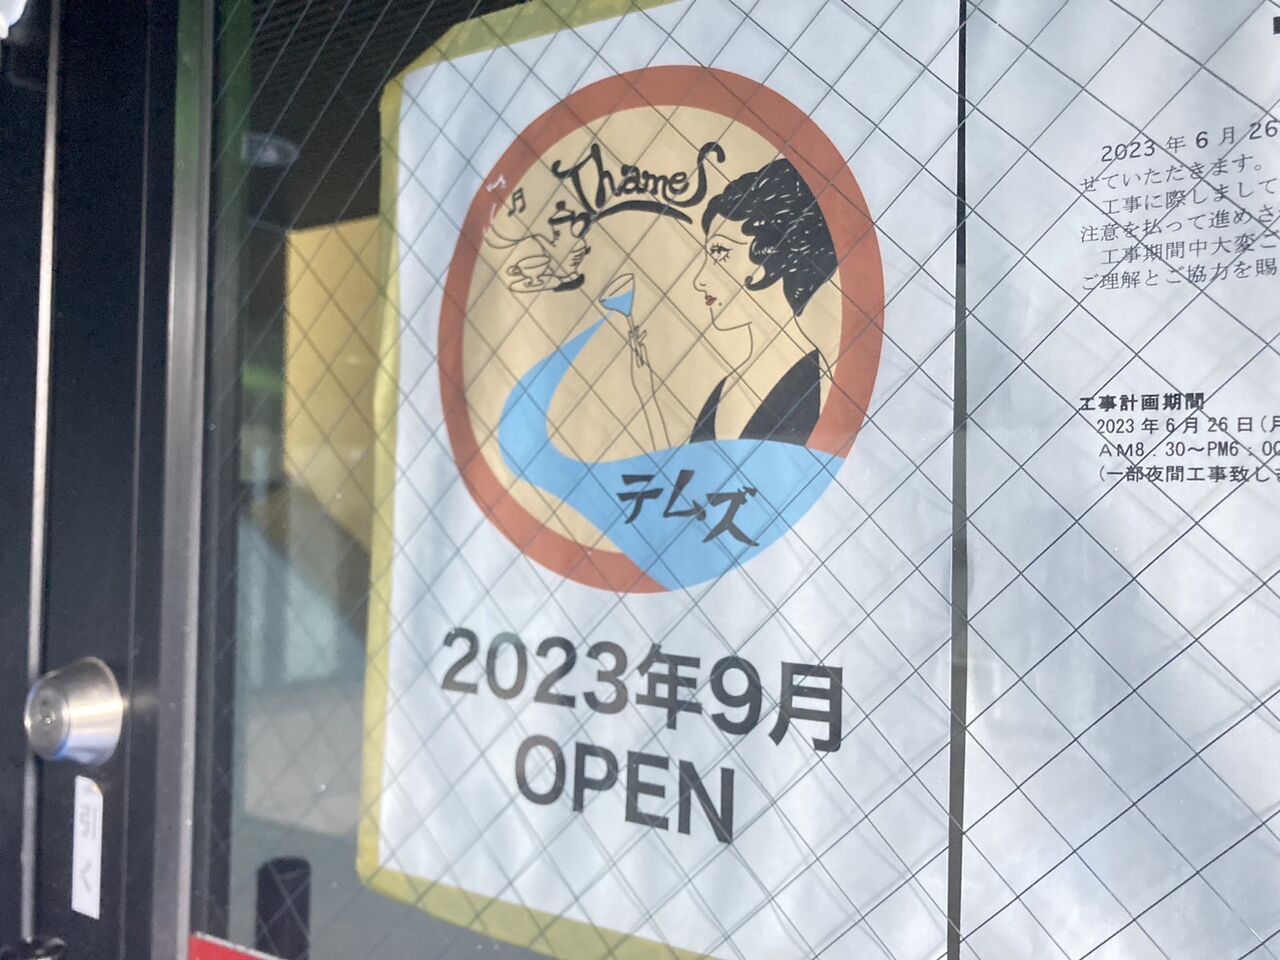 Thames
テムズ
2023年9月
OPEN
引く
2023年6月26
せていただきます。
工事に際しまして
注意を払って進めさ
工事期間中大変ご
ご理解とご協力を賜
工事計画期間
2023年6月26日(月
AM8:30～PM6:00
(一部夜間工事致しま